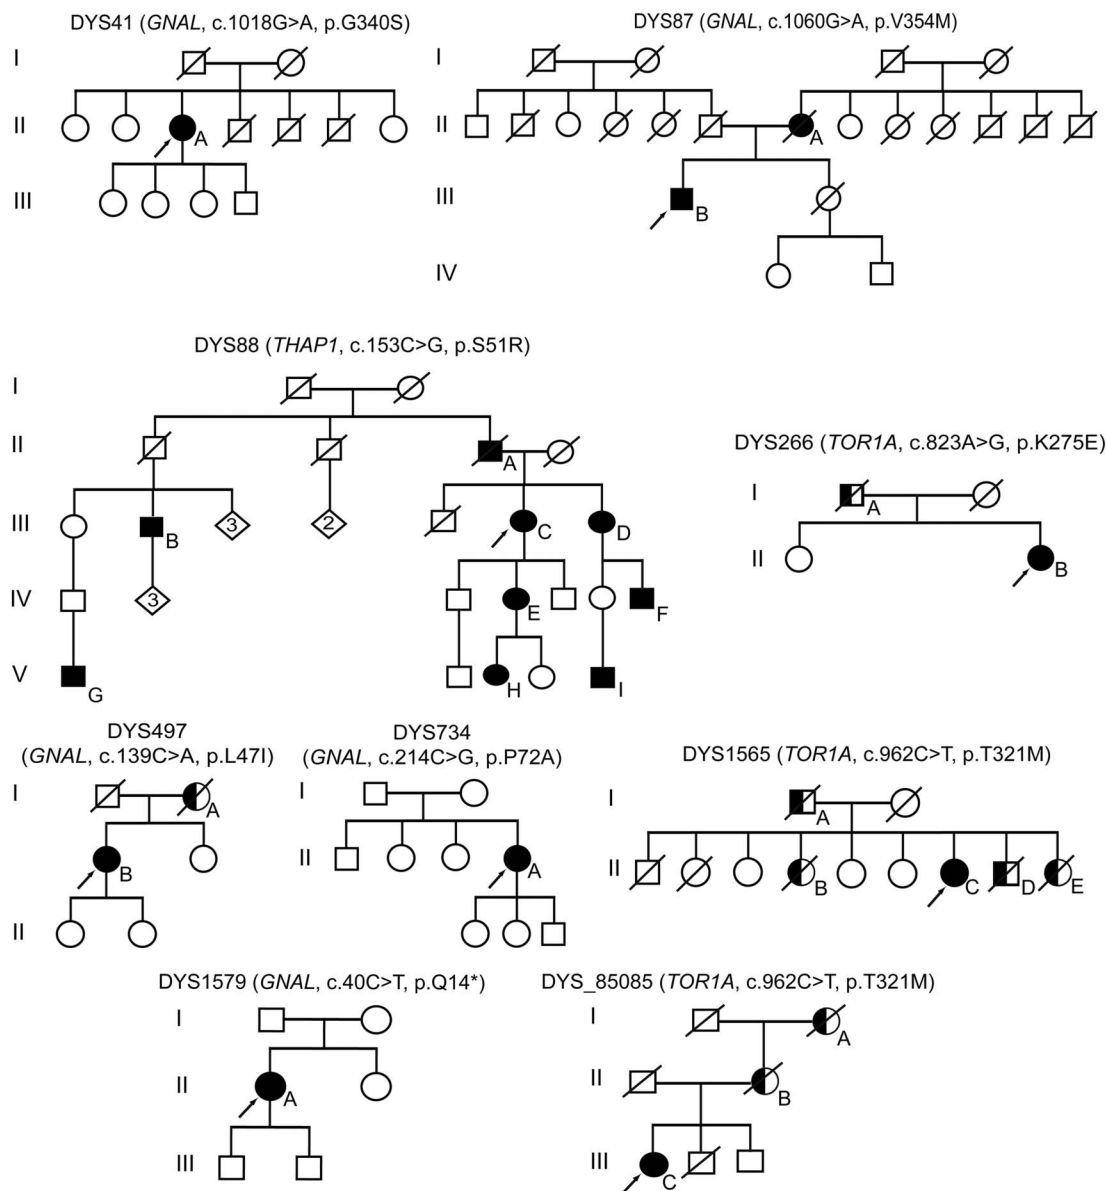 DYS41 (GNAL, c.1018G>A, p.G340S)
I
II
A
III
DYS87 (GNAL, c.1060G>A, p.V354M)
I
II
A
III
B
IV
DYS88 (THAP1, c.153C>G, p.S51R)
I
II
A
III
B
3
2
C
D
IV
3
E
F
V
G
H
I
DYS266 (TOR1A, c.823A>G, p.K275E)
I
A
II
B
DYS497
(GNAL, c.139C>A, p.L47I)
I
A
B
II
DYS734
(GNAL, c.214C>G, p.P72A)
I
II
A
DYS1565 (TOR1A, c.962C>T, p.T321M)
I
A
II
B
C
D
E
DYS1579 (GNAL, c.40C>T, p.Q14*)
I
II
A
III
DYS_85085 (TOR1A, c.962C>T, p.T321M)
I
A
II
B
III
C